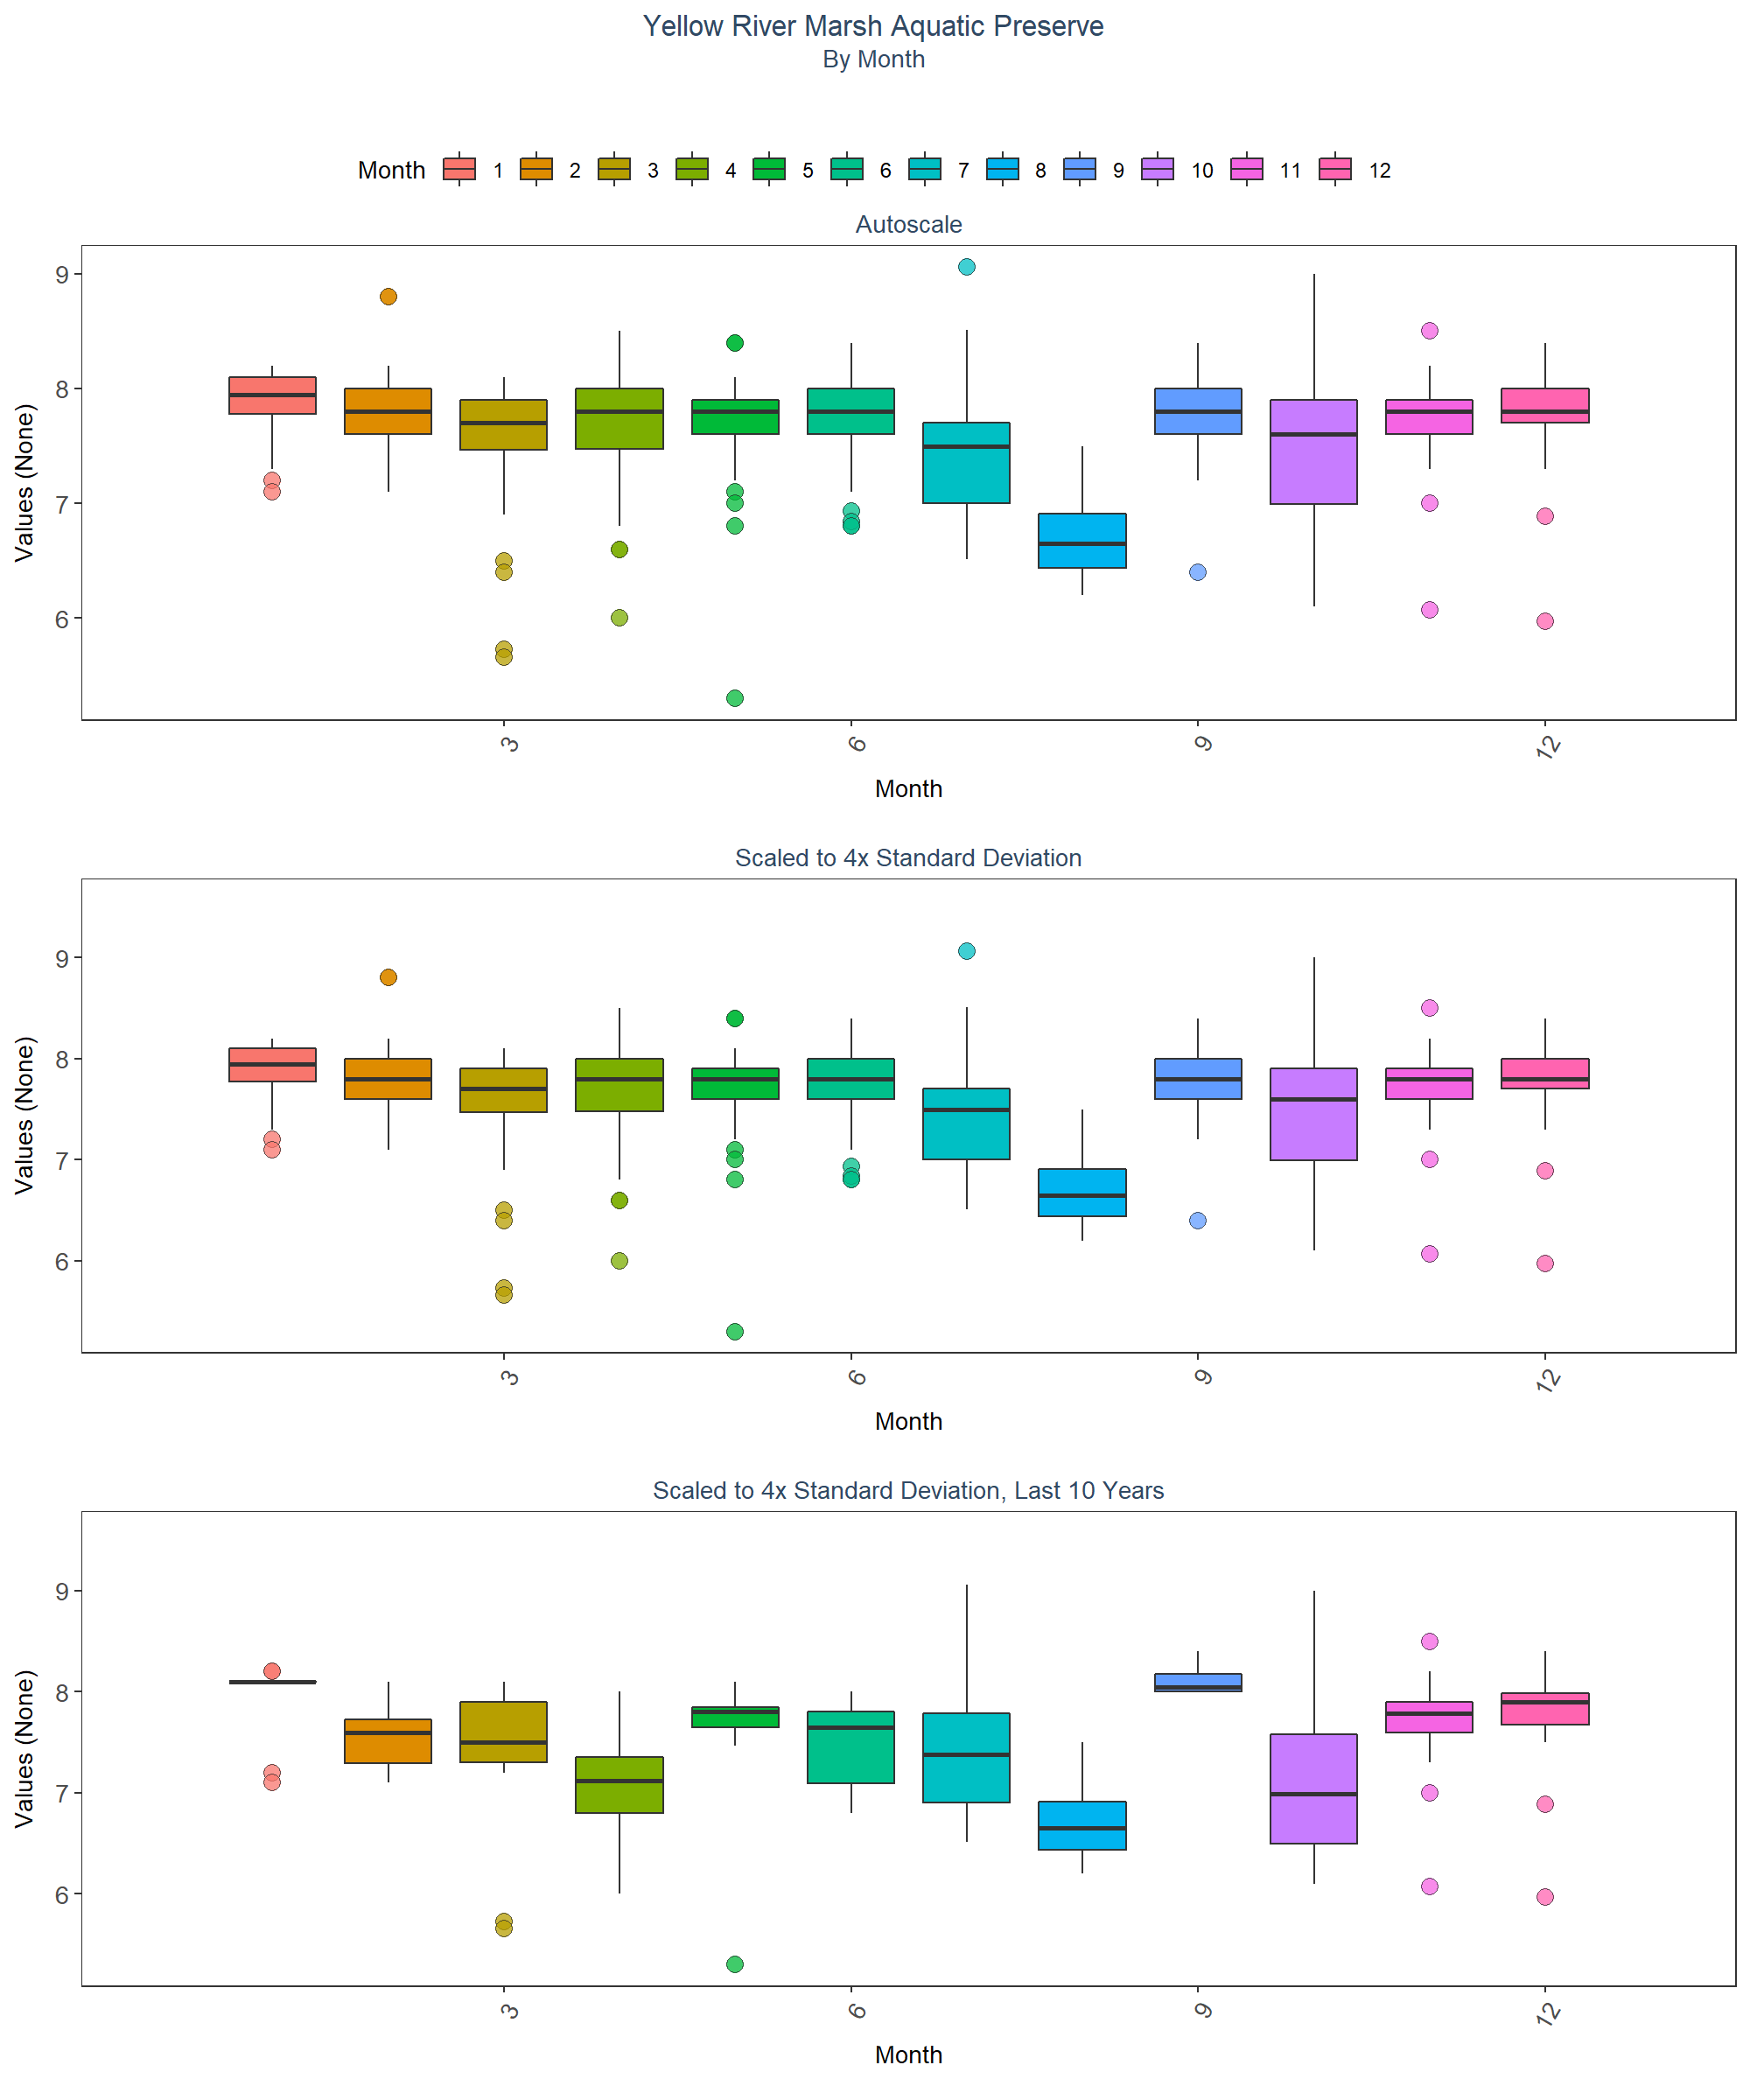 Yellow River Marsh Aquatic Preserve
By Month
Month 1 2 3 4 5 6 7 8 9 10 11 12
Autoscale
Values (None)
9
8
7
6
3 6 9 12
Month
Scaled to 4x Standard Deviation
Values (None)
9
8
7
6
3 6 9 12
Month
Scaled to 4x Standard Deviation, Last 10 Years
Values (None)
9
8
7
6
3 6 9 12
Month